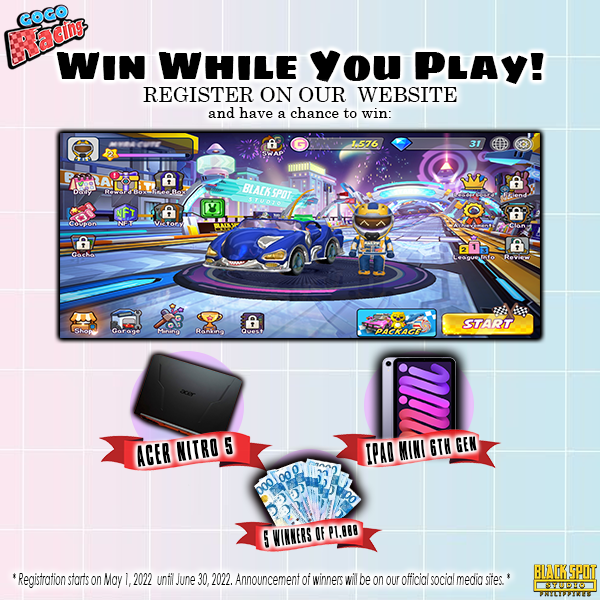 GOGO
Racing
WIN WHILE YOU PLAY!
REGISTER ON OUR WEBSITE
and have a chance to win:
SWAP
G
1,576
31
Daily
Reward Box
Coupon
NFT
Victory
Gacha
BLACK SPOT
STUDIO
Friend
Achievements
Clan
League Info
Review
Shop
Garage
Mining
Ranking
Quest
PACKAGE
START
acer
ACER NITRO 5
IPAD MINI 6TH GEN
5 WINNERS OF P1,000
* Registration starts on May 1, 2022 until June 30, 2022. Announcement of winners will be on our official social media sites. *
BLACK SPOT
STUDIO
PHILIPPINES